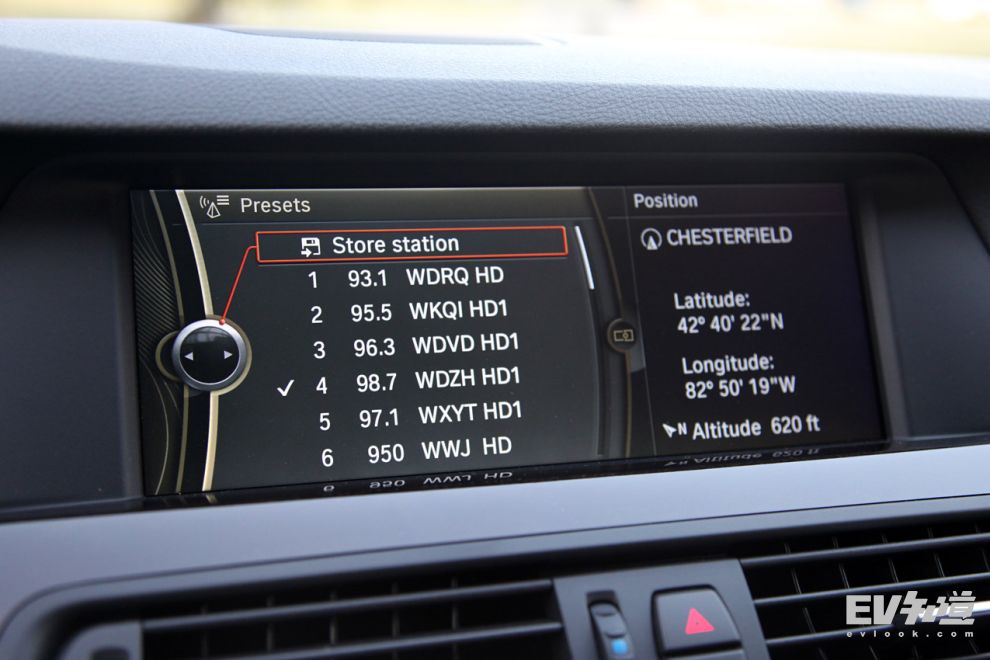 Presets
Store station
1 93.1 WDRQ HD
2 95.5 WKQI HD1
3 96.3 WDVD HD1
✓ 4 98.7 WDZH HD1
5 97.1 WXYT HD1
6 950 WWJ HD
Position
CHESTERFIELD
Latitude:
42º 40' 22"N
Longitude:
82º 50' 19"W
N Altitude 620 ft
EV知道
evlook.com